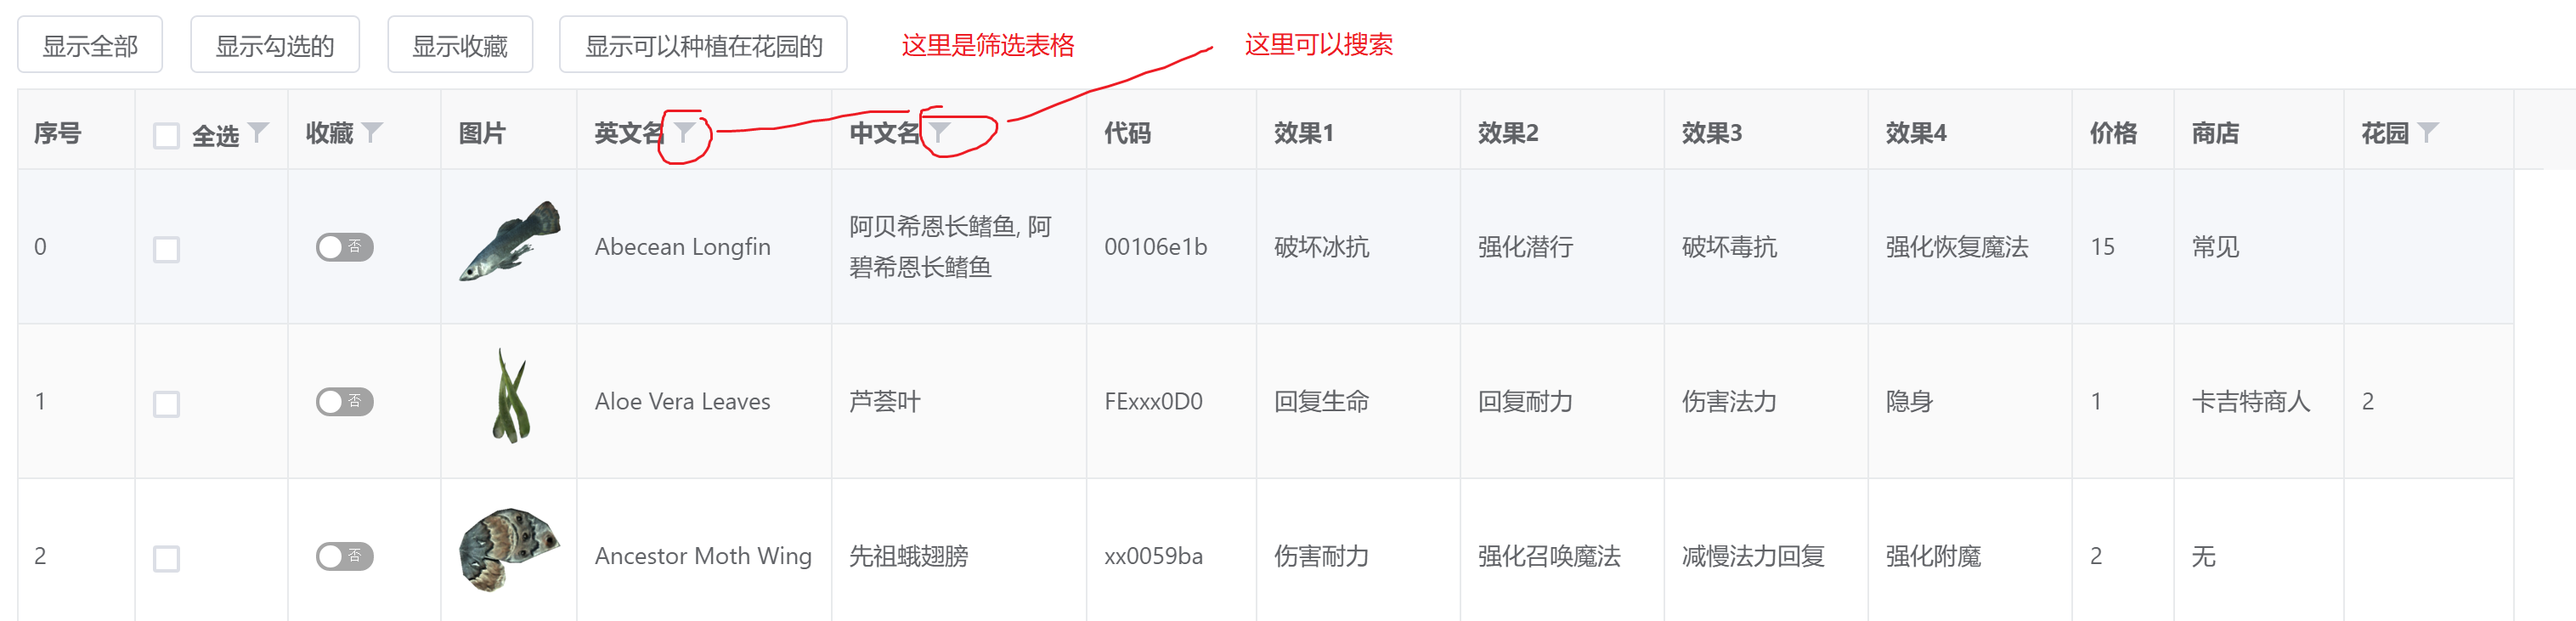 显示全部 显示勾选的 显示收藏 显示可以种植在花园的 这里是筛选表格 这里可以搜索
序号 全选 收藏 图片 英文名 中文名 代码 效果1 效果2 效果3 效果4 价格 商店 花园
0 否 Abecean Longfin 阿贝希恩长鳍鱼, 阿 00106e1b 破坏冰抗 强化潜行 破坏毒抗 强化恢复魔法 15 常见
碧希恩长鳍鱼
1 否 Aloe Vera Leaves 芦荟叶 FExxx0D0 回复生命 回复耐力 伤害法力 隐身 1 卡吉特商人 2
2 否 Ancestor Moth Wing 先祖蛾翅膀 xx0059ba 伤害耐力 强化召唤魔法 减慢法力回复 强化附魔 2 无